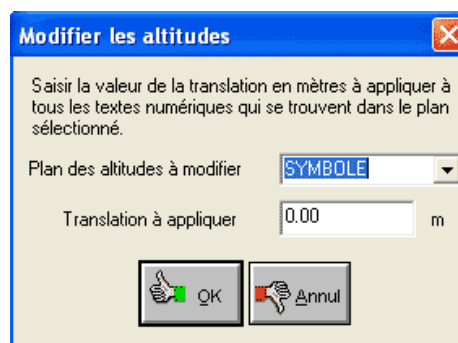 Modifier les altitudes
Saisir la valeur de la translation en mètres à appliquer à
tous les textes numériques qui se trouvent dans le plan
sélectionné.
Plan des altitudes à modifier SYMBOLE
Translation à appliquer 0.00 m
OK Annul